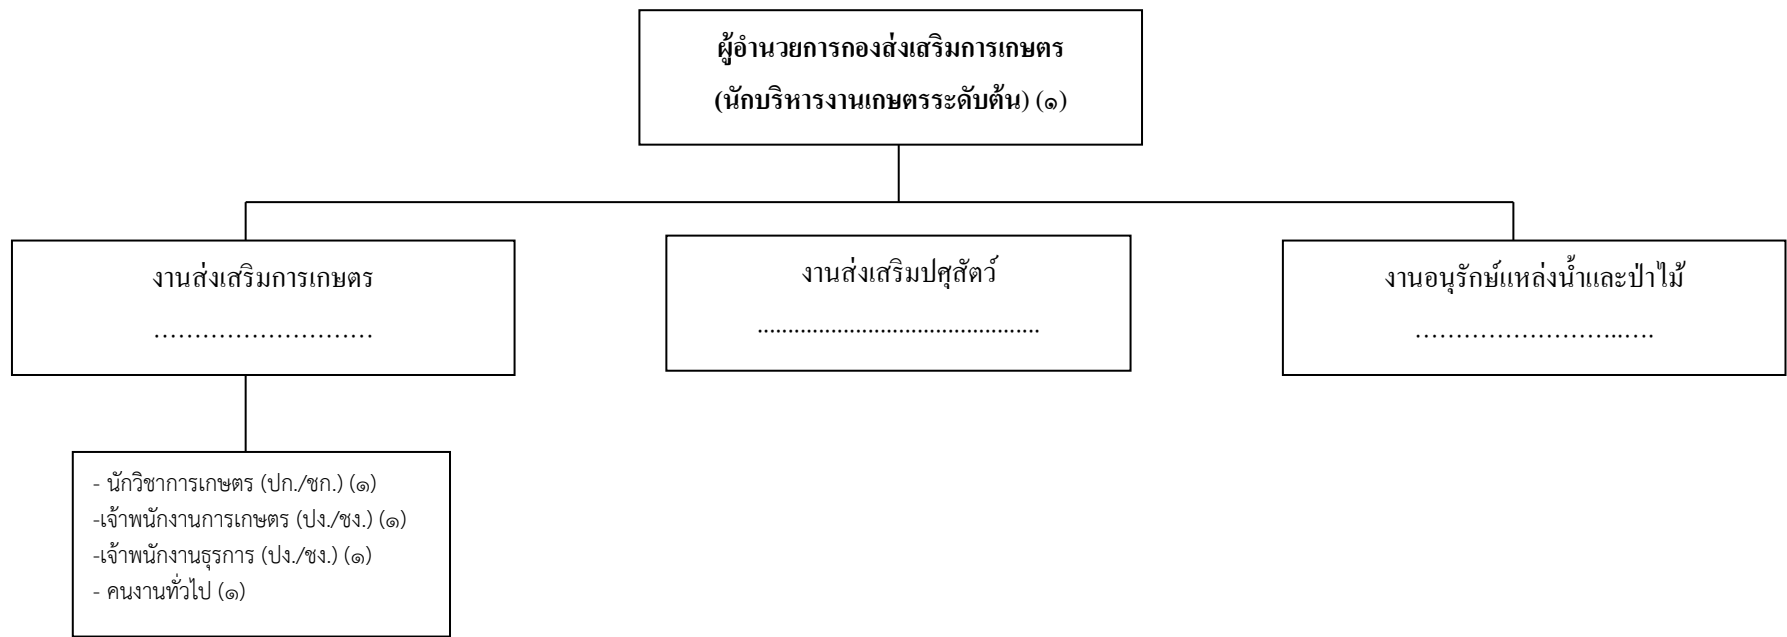 ผู้อำนวยการกองส่งเสริมการเกษตร
(นักบริหารงานเกษตรระดับต้น) (๑)
งานส่งเสริมการเกษตร
………………………
งานส่งเสริมปศุสัตว์
..............................................
งานอนุรักษ์แหล่งน้ำและป่าไม้
……………………..….
- นักวิชาการเกษตร (ปก./ชก.) (๑)
-เจ้าพนักงานการเกษตร (ปง./ชง.) (๑)
-เจ้าพนักงานธุรการ (ปง./ชง.) (๑)
- คนงานทั่วไป (๑)